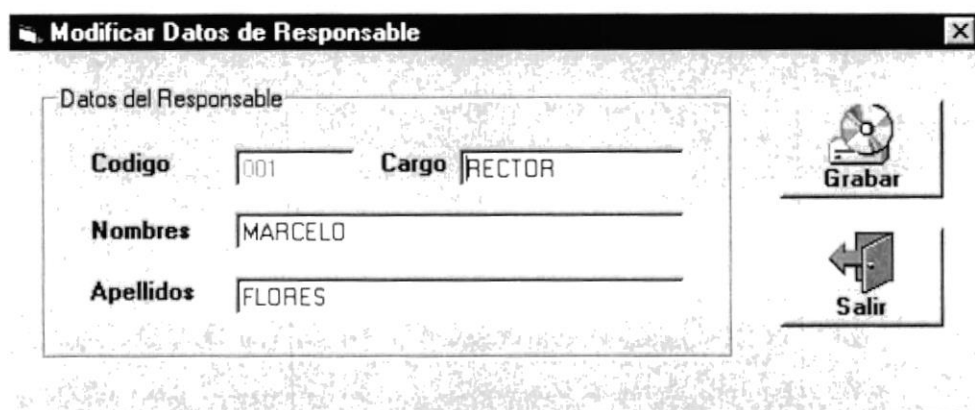 Modificar Datos de Responsable
Datos del Responsable
Codigo 001 Cargo RECTOR
Nombres MARCELO
Apellidos FLORES
Grabar
Salir